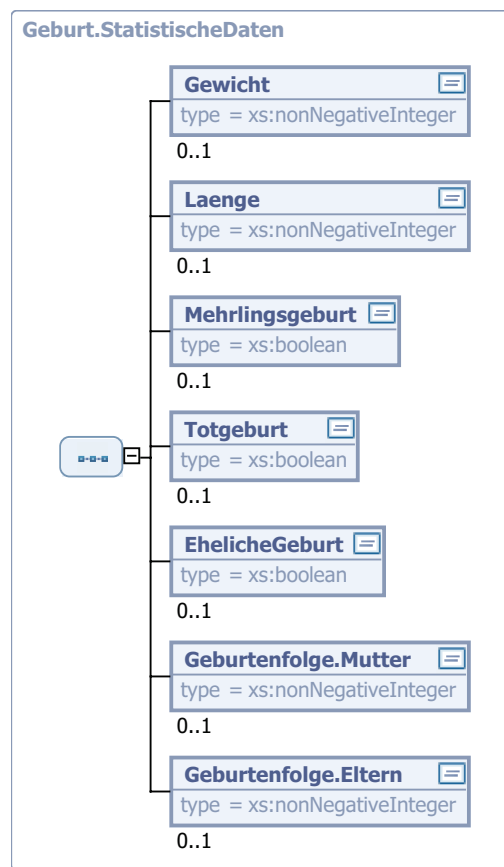 Geburt.StatistischeDaten
Gewicht
type = xs:nonNegativeInteger
0..1
Laenge
type = xs:nonNegativeInteger
0..1
Mehrlingsgeburt
type = xs:boolean
0..1
Totgeburt
type = xs:boolean
0..1
EhelicheGeburt
type = xs:boolean
0..1
Geburtenfolge.Mutter
type = xs:nonNegativeInteger
0..1
Geburtenfolge.Eltern
type = xs:nonNegativeInteger
0..1